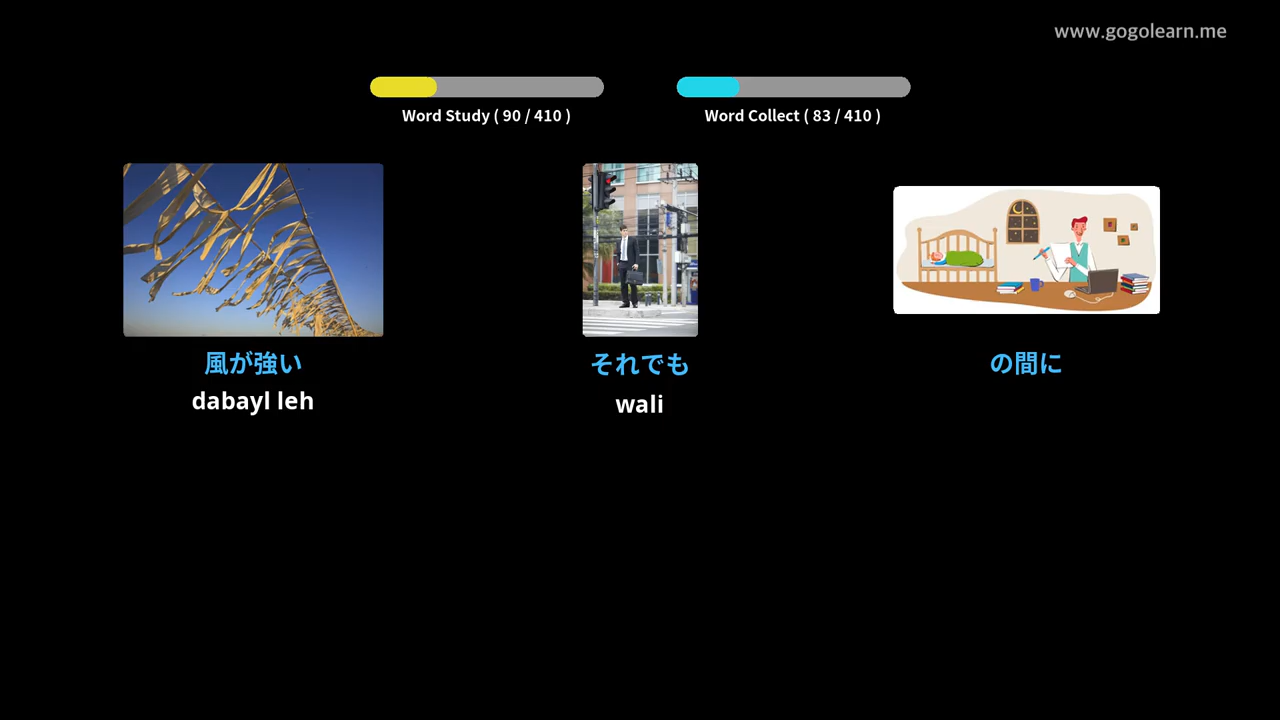 www.gogolearn.me
Word Study ( 90 / 410 )
Word Collect ( 83 / 410 )
風が強い
dabayl leh
それでも
wali
の間に